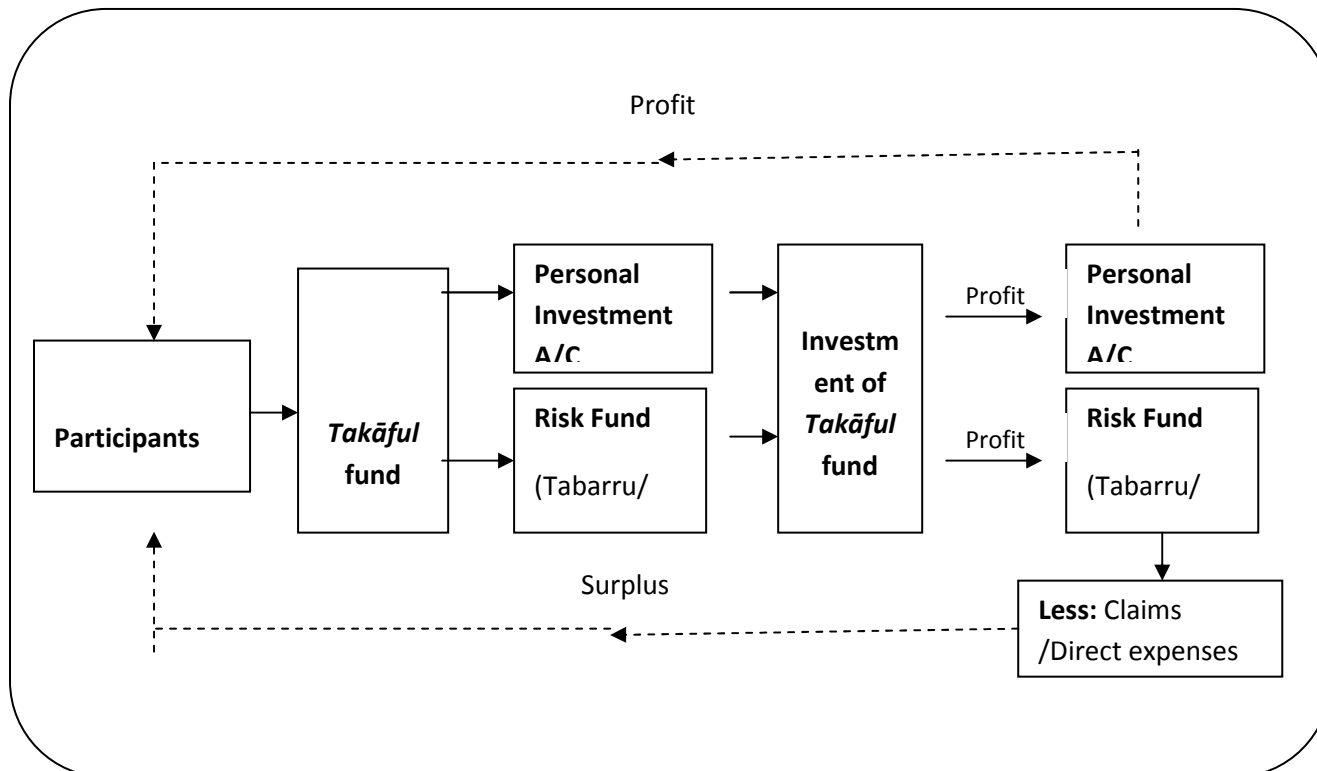 Profit
Participants
Takāful
fund
Personal
Investment
A/C
Risk Fund
(Tabarru/
Investm
ent of
Takāful
fund
Profit
Profit
Personal
Investment
A/C
Risk Fund
(Tabarru/
Surplus
Less: Claims
/Direct expenses